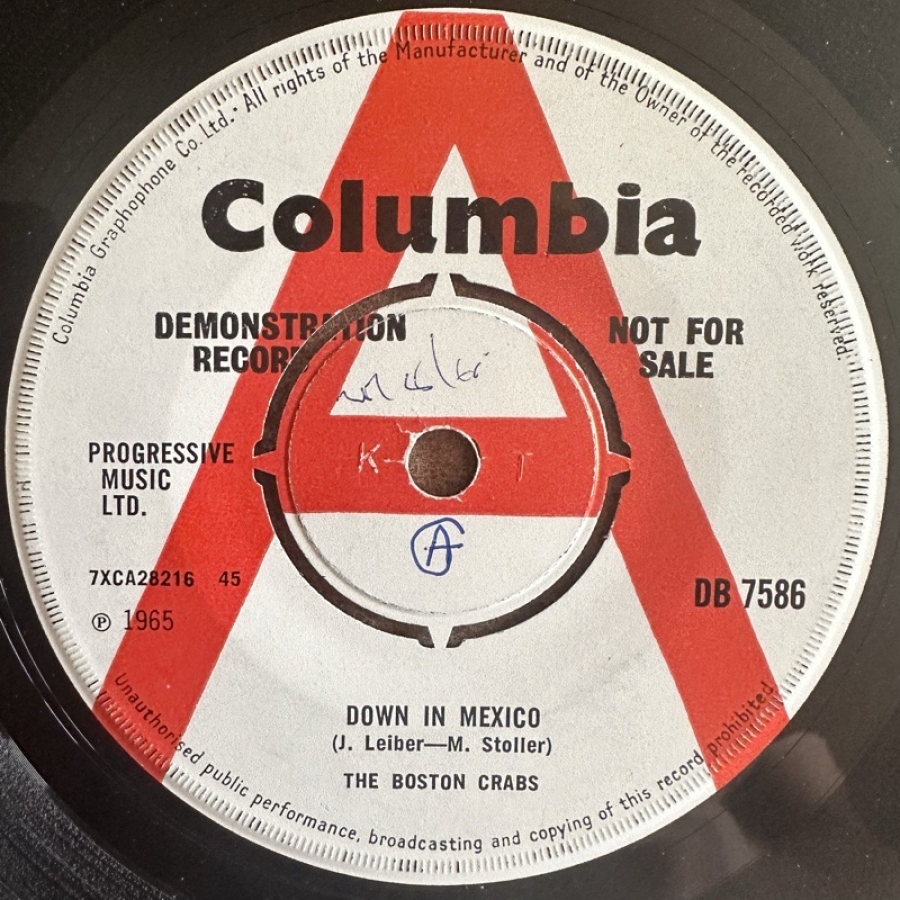 Columbia Graphophone Co. Ltd. · All rights of the Manufacturer and of the Owner of the recorded work reserved.
Columbia
DEMONSTRATION
RECORD
NOT FOR
SALE
PROGRESSIVE
MUSIC
LTD.
K T
A
7XCA28216 45
℗ 1965
DB 7586
DOWN IN MEXICO
(J. Leiber—M. Stoller)
THE BOSTON CRABS
Unauthorised public performance, broadcasting and copying of this record prohibited